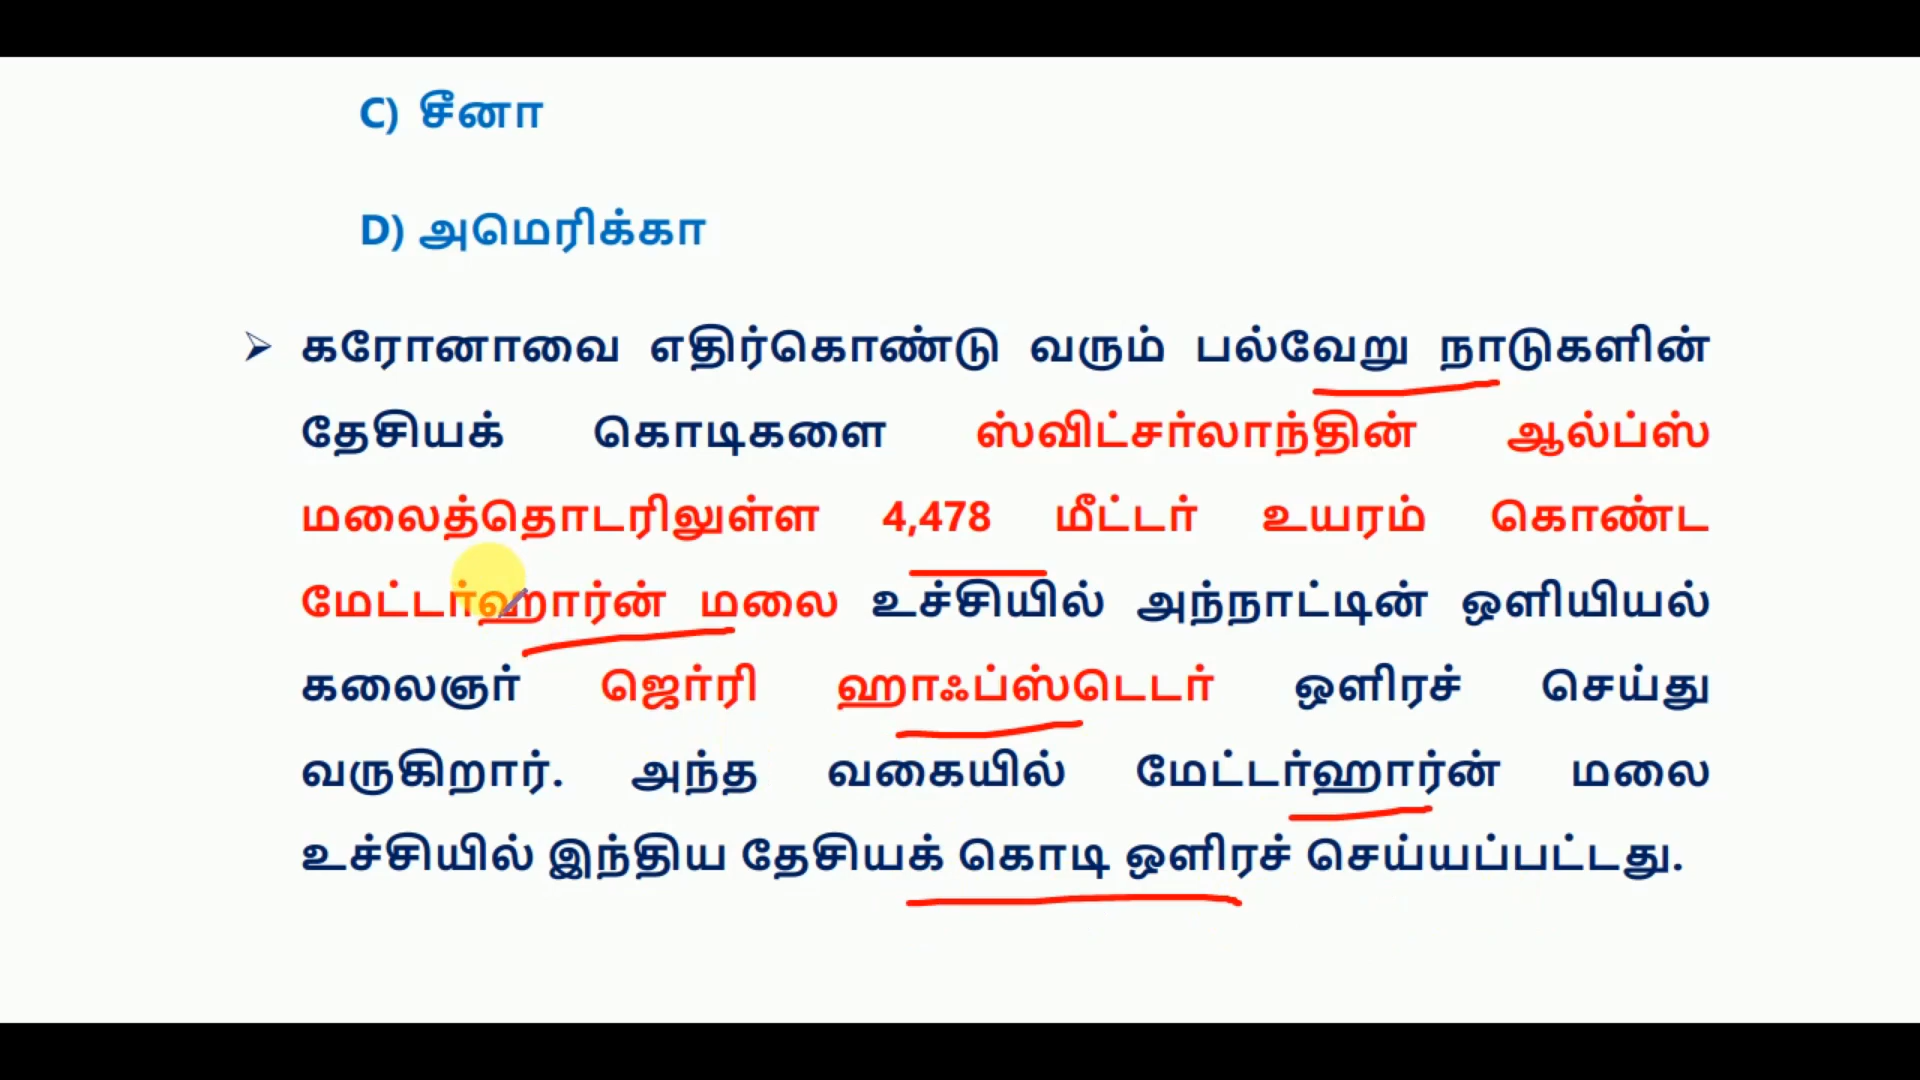 C) சீனா
D) அமெரிக்கா
➢ கரோனாவை எதிர்கொண்டு வரும் பல்வேறு நாடுகளின்
தேசியக் கொடிகளை ஸ்விட்சர்லாந்தின் ஆல்ப்ஸ்
மலைத்தொடரிலுள்ள 4,478 மீட்டர் உயரம் கொண்ட
மேட்டர்ஹார்ன் மலை உச்சியில் அந்நாட்டின் ஒளியியல்
கலைஞர் ஜெர்ரி ஹாஃப்ஸ்டெடர் ஒளிரச் செய்து
வருகிறார். அந்த வகையில் மேட்டர்ஹார்ன் மலை
உச்சியில் இந்திய தேசியக் கொடி ஒளிரச் செய்யப்பட்டது.